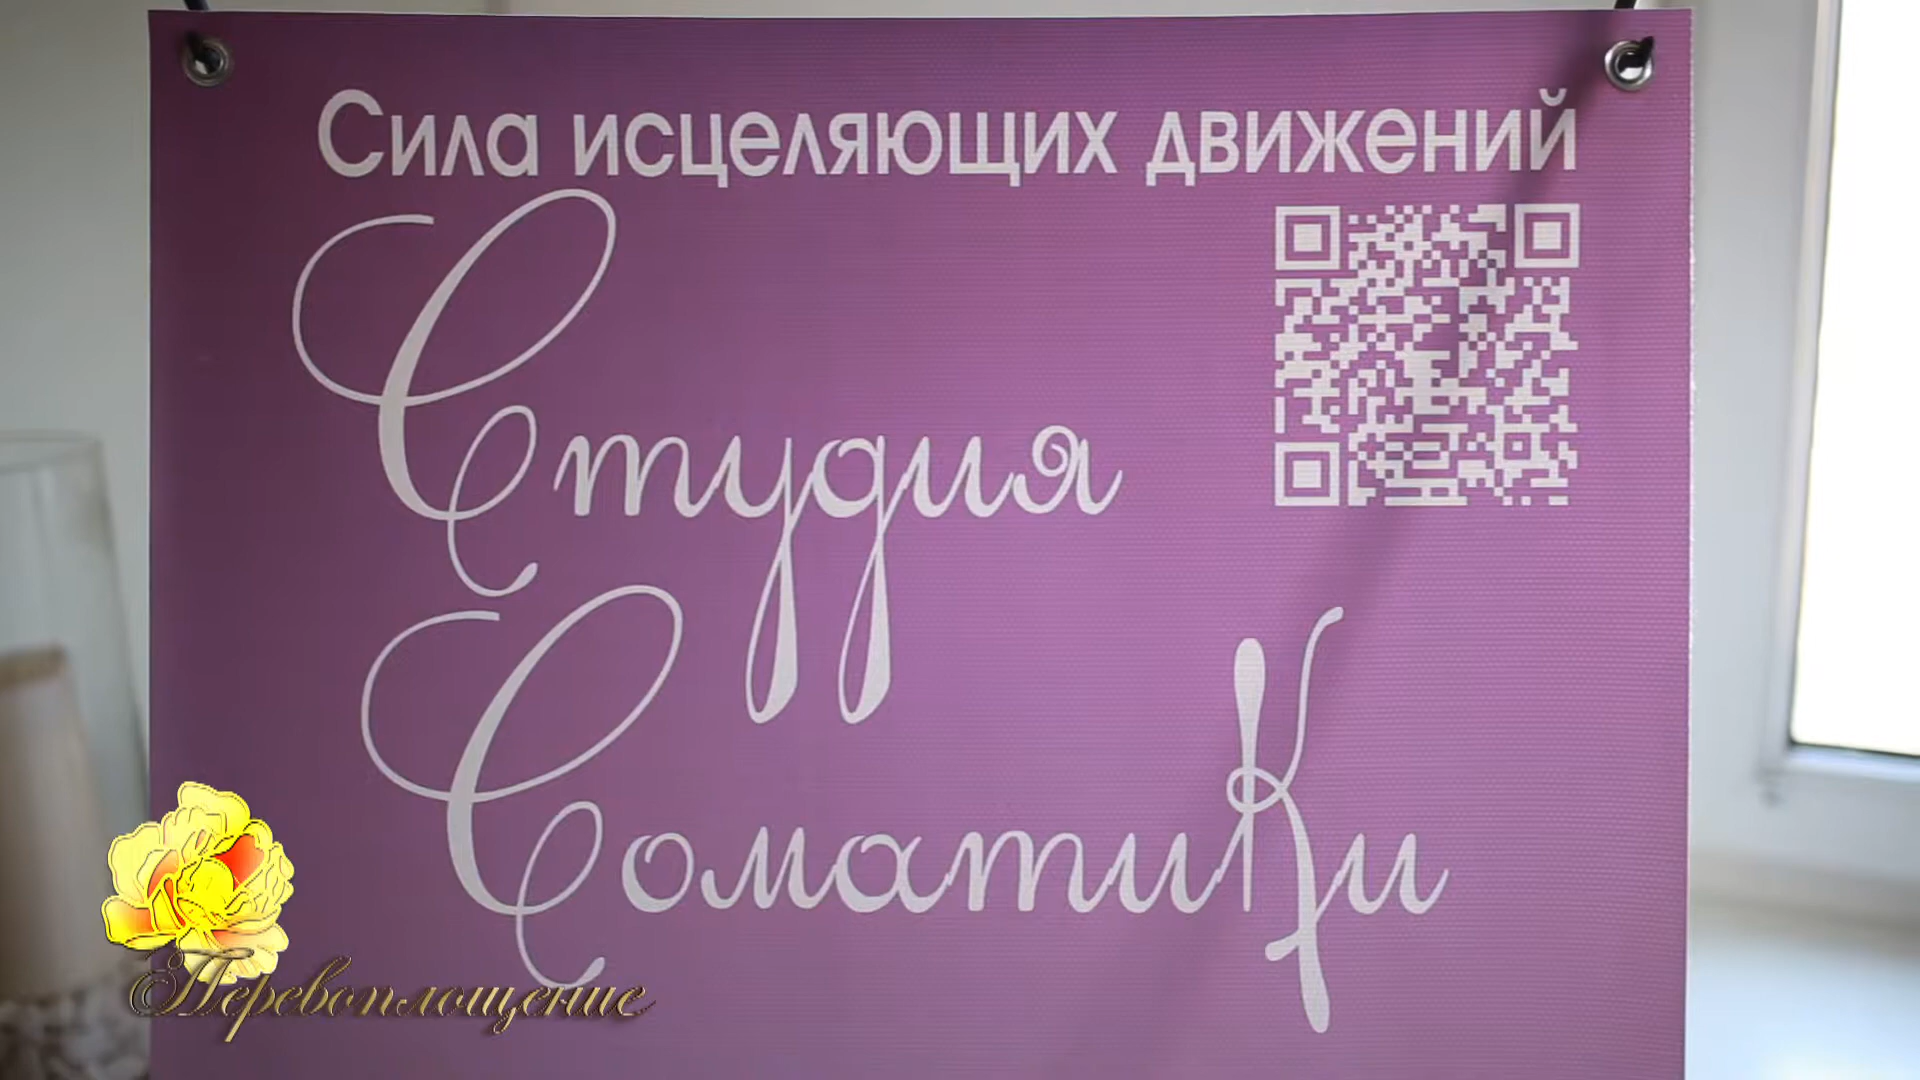 Сила исцеляющих движений
Студия
СоматиКи
Перевоплощение